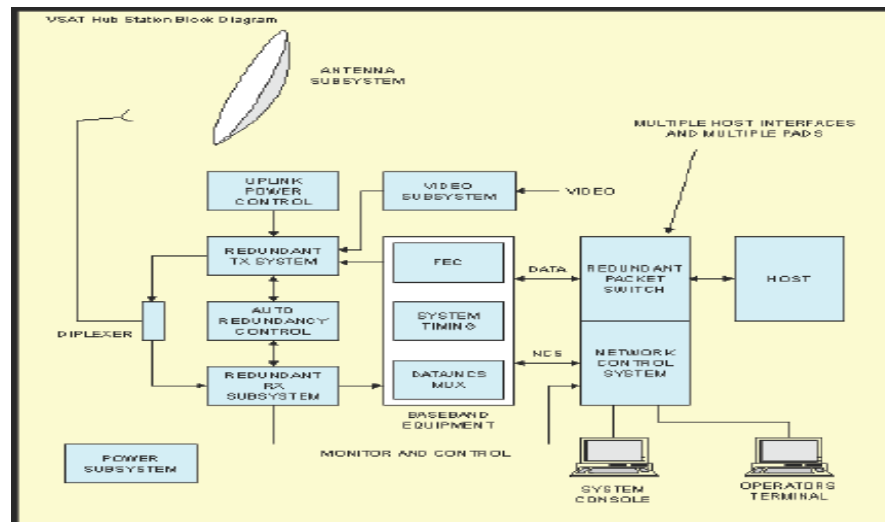 VSAT Hub Station Block Diagram
ANTENNA
SUBSYSTEM
MULTIPLE HOST INTERFACES
AND MULTIPLE PADS
UPLINK
POWER
CONTROL
VIDEO
SUBSYSTEM
VIDEO
REDUNDANT
TX SYSTEM
FEC
DATA
REDUNDANT
PACKET
SWITCH
HOST
DIPLEXER
AUTO
REDUNDANCY
CONTROL
SYSTEM
TIMING
NCS
NETWORK
CONTROL
SYSTEM
REDUNDANT
RX
SUBSYSTEM
DATA/NCS
MUX
BASEBAND
EQUIPMENT
MONITOR AND CONTROL
POWER
SUBSYSTEM
SYSTEM
CONSOLE
OPERATORS
TERMINAL